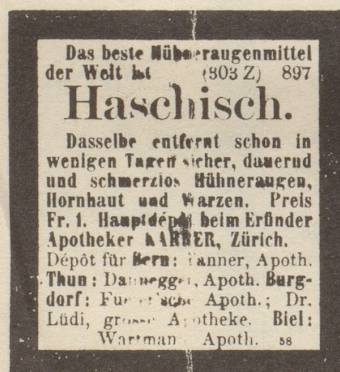 Das beste Hühneraugenmittel
der Welt ist (803 Z) 897
Haschisch.
Dasselbe entfernt schon in
wenigen Tagen sicher, dauernd
und schmerzlos Hühneraugen,
Hornhaut und Warzen. Preis
Fr. 1. Hauptdépôt beim Erfinder
Apotheker KARRER, Zürich.
Dépôt für Bern: Tanner, Apoth.
Thun: Apoth. Burg-
dorf: Apoth.; Dr.
Lüdi, grosse Apotheke. Biel:
Wartman Apoth. 58